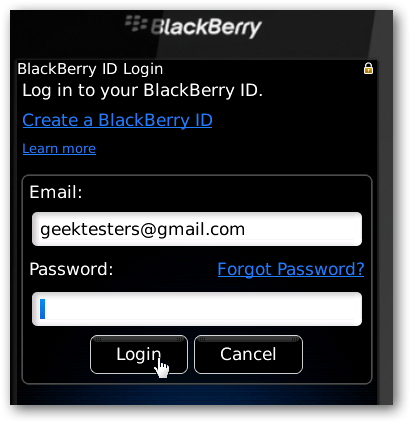 BlackBerry
BlackBerry ID Login
Log in to your BlackBerry ID.
Create a BlackBerry ID
Learn more
Email:
geektesters@gmail.com
Password: Forgot Password?
Login Cancel